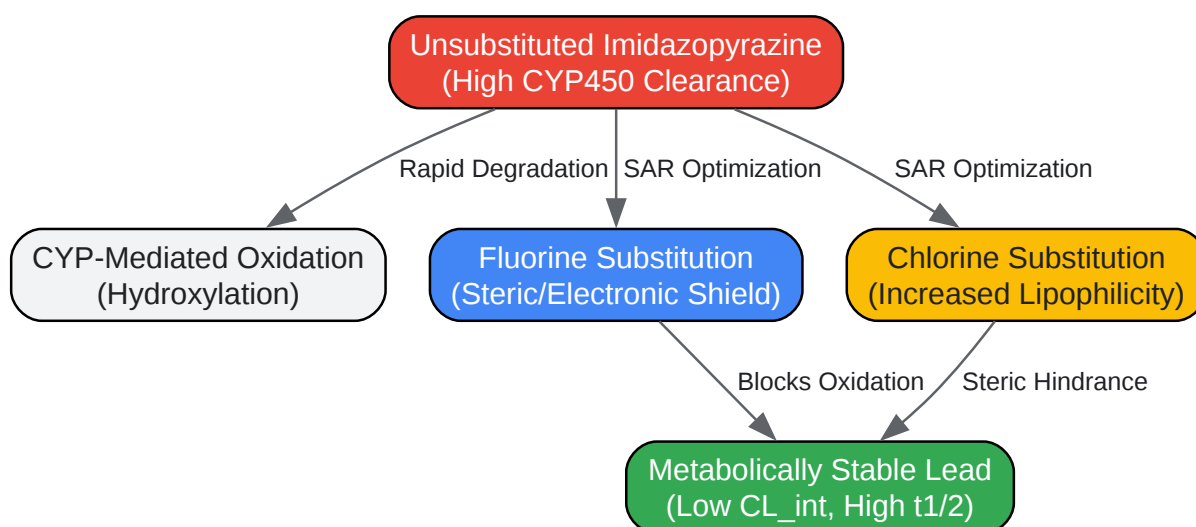 Unsubstituted Imidazopyrazine
(High CYP450 Clearance)
Rapid Degradation
SAR Optimization
SAR Optimization
CYP-Mediated Oxidation
(Hydroxylation)
Fluorine Substitution
(Steric/Electronic Shield)
Chlorine Substitution
(Increased Lipophilicity)
Blocks Oxidation
Steric Hindrance
Metabolically Stable Lead
(Low CL_int, High t1/2)